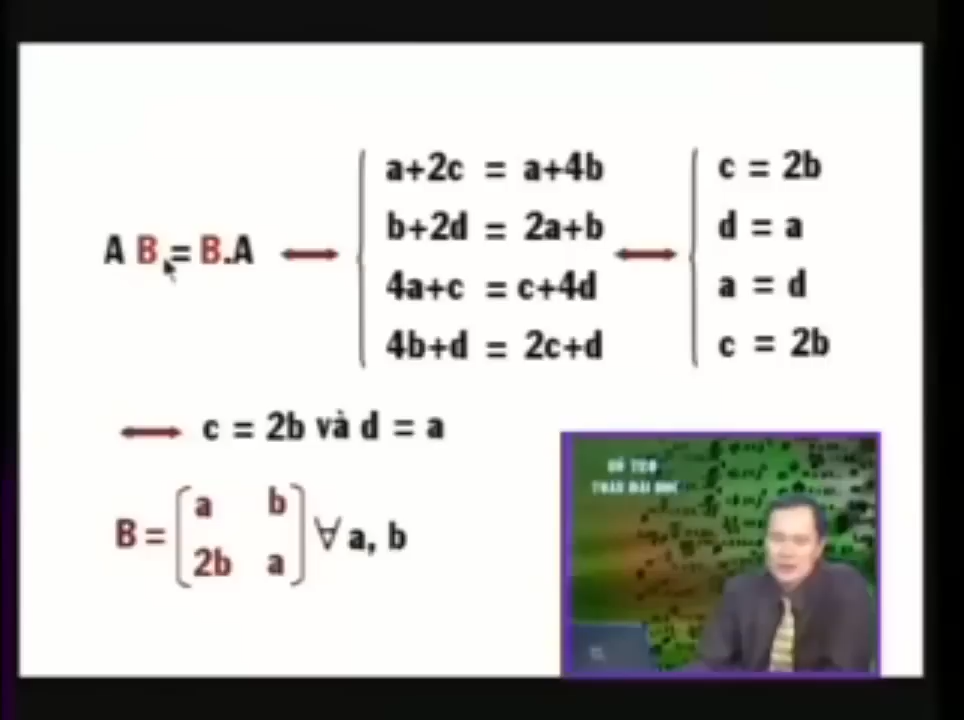 a+2c = a+4b
b+2d = 2a+b
4a+c = c+4d
4b+d = 2c+d
c = 2b
d = a
a = d
c = 2b
A B = B.A
c = 2b và d = a
B = [a b
2b a] ∀ a, b